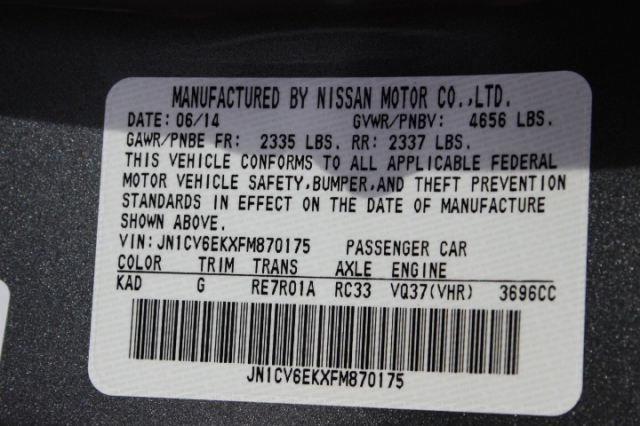 MANUFACTURED BY NISSAN MOTOR CO.,LTD.
DATE: 06/14 GVWR/PNBV: 4656 LBS.
GAWR/PNBE FR: 2335 LBS. RR: 2337 LBS.
THIS VEHICLE CONFORMS TO ALL APPLICABLE FEDERAL
MOTOR VEHICLE SAFETY,BUMPER,AND THEFT PREVENTION
STANDARDS IN EFFECT ON THE DATE OF MANUFACTURE
SHOWN ABOVE.
VIN:JN1CV6EKXFM870175 PASSENGER CAR
COLOR TRIM TRANS AXLE ENGINE
KAD G RE7R01A RC33 VQ37(VHR) 3696CC
JN1CV6EKXFM870175